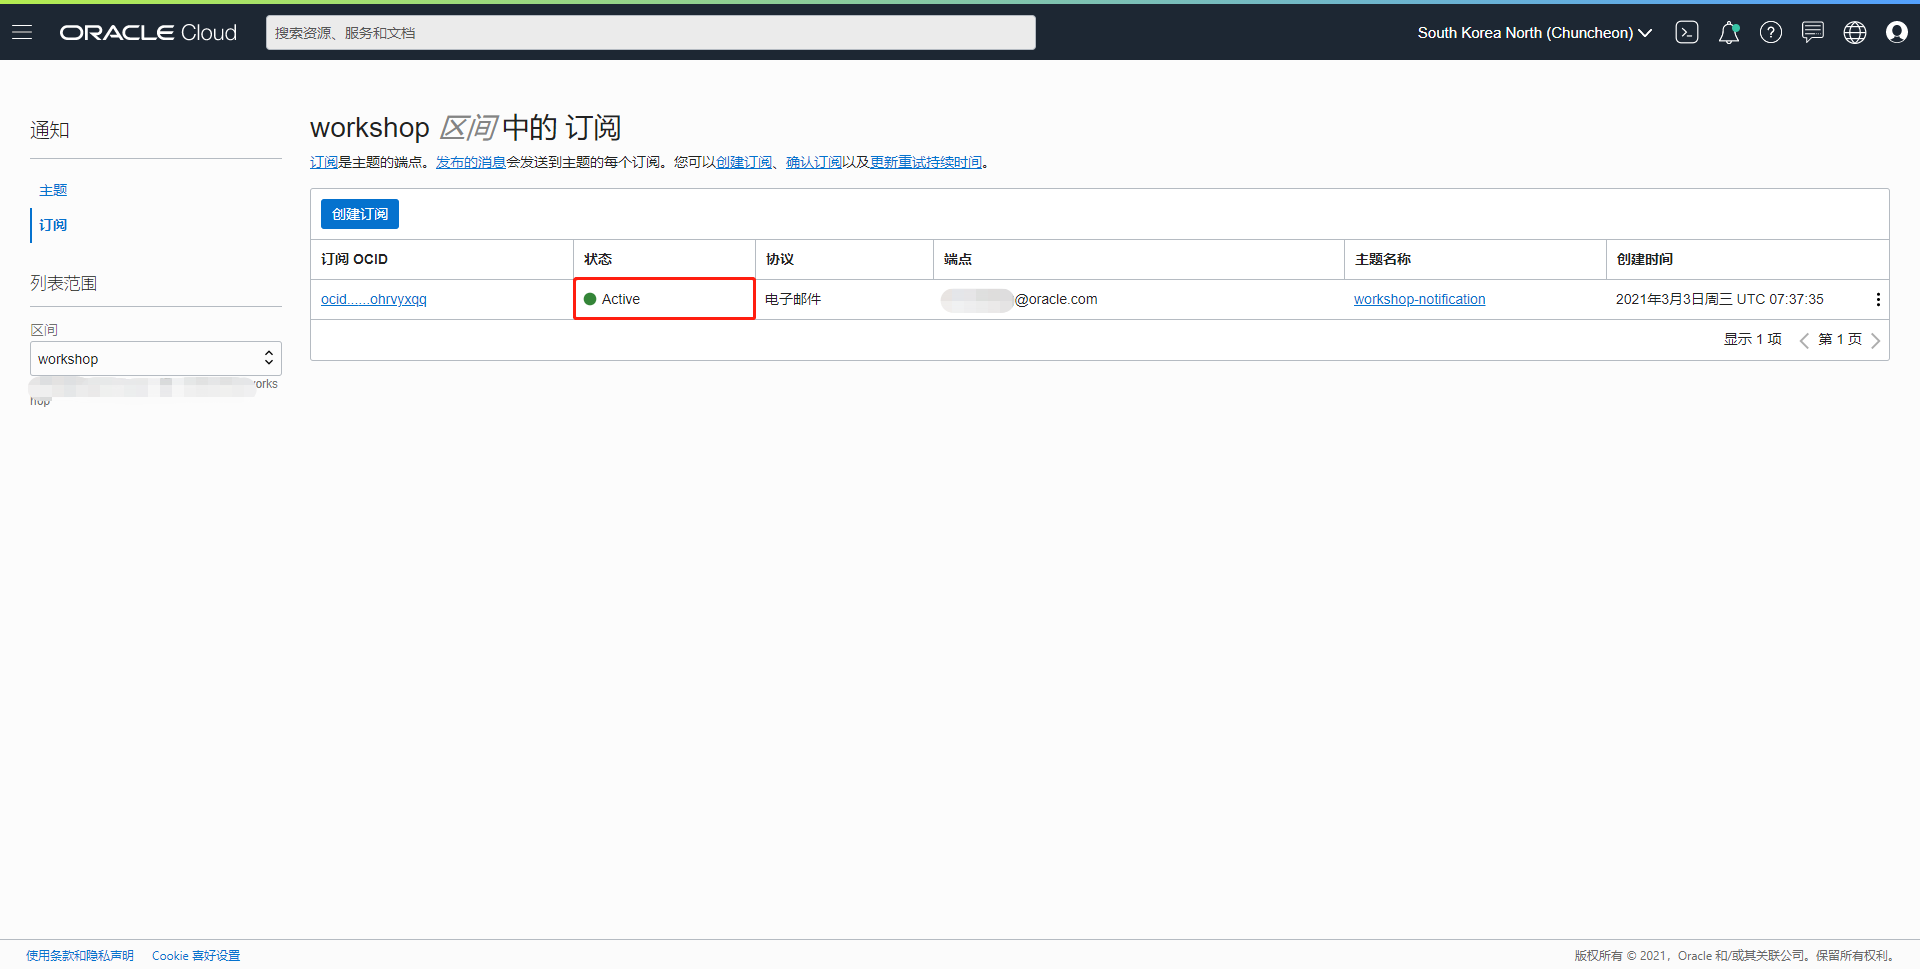 ORACLE Cloud
搜索资源、服务和文档
South Korea North (Chuncheon)
通知
主题
订阅
列表范围
区间
workshop
orks
hop
workshop 区间 中的 订阅
订阅是主题的端点。发布的消息会发送到主题的每个订阅。您可以创建订阅、确认订阅以及更新重试持续时间。
创建订阅
订阅 OCID 状态 协议 端点 主题名称 创建时间
ocid......ohrvyxqq Active 电子邮件 @oracle.com workshop-notification 2021年3月3日周三 UTC 07:37:35
显示 1 项 第 1 页
使用条款和隐私声明 Cookie 喜好设置
版权所有 © 2021，Oracle 和/或其关联公司。保留所有权利。